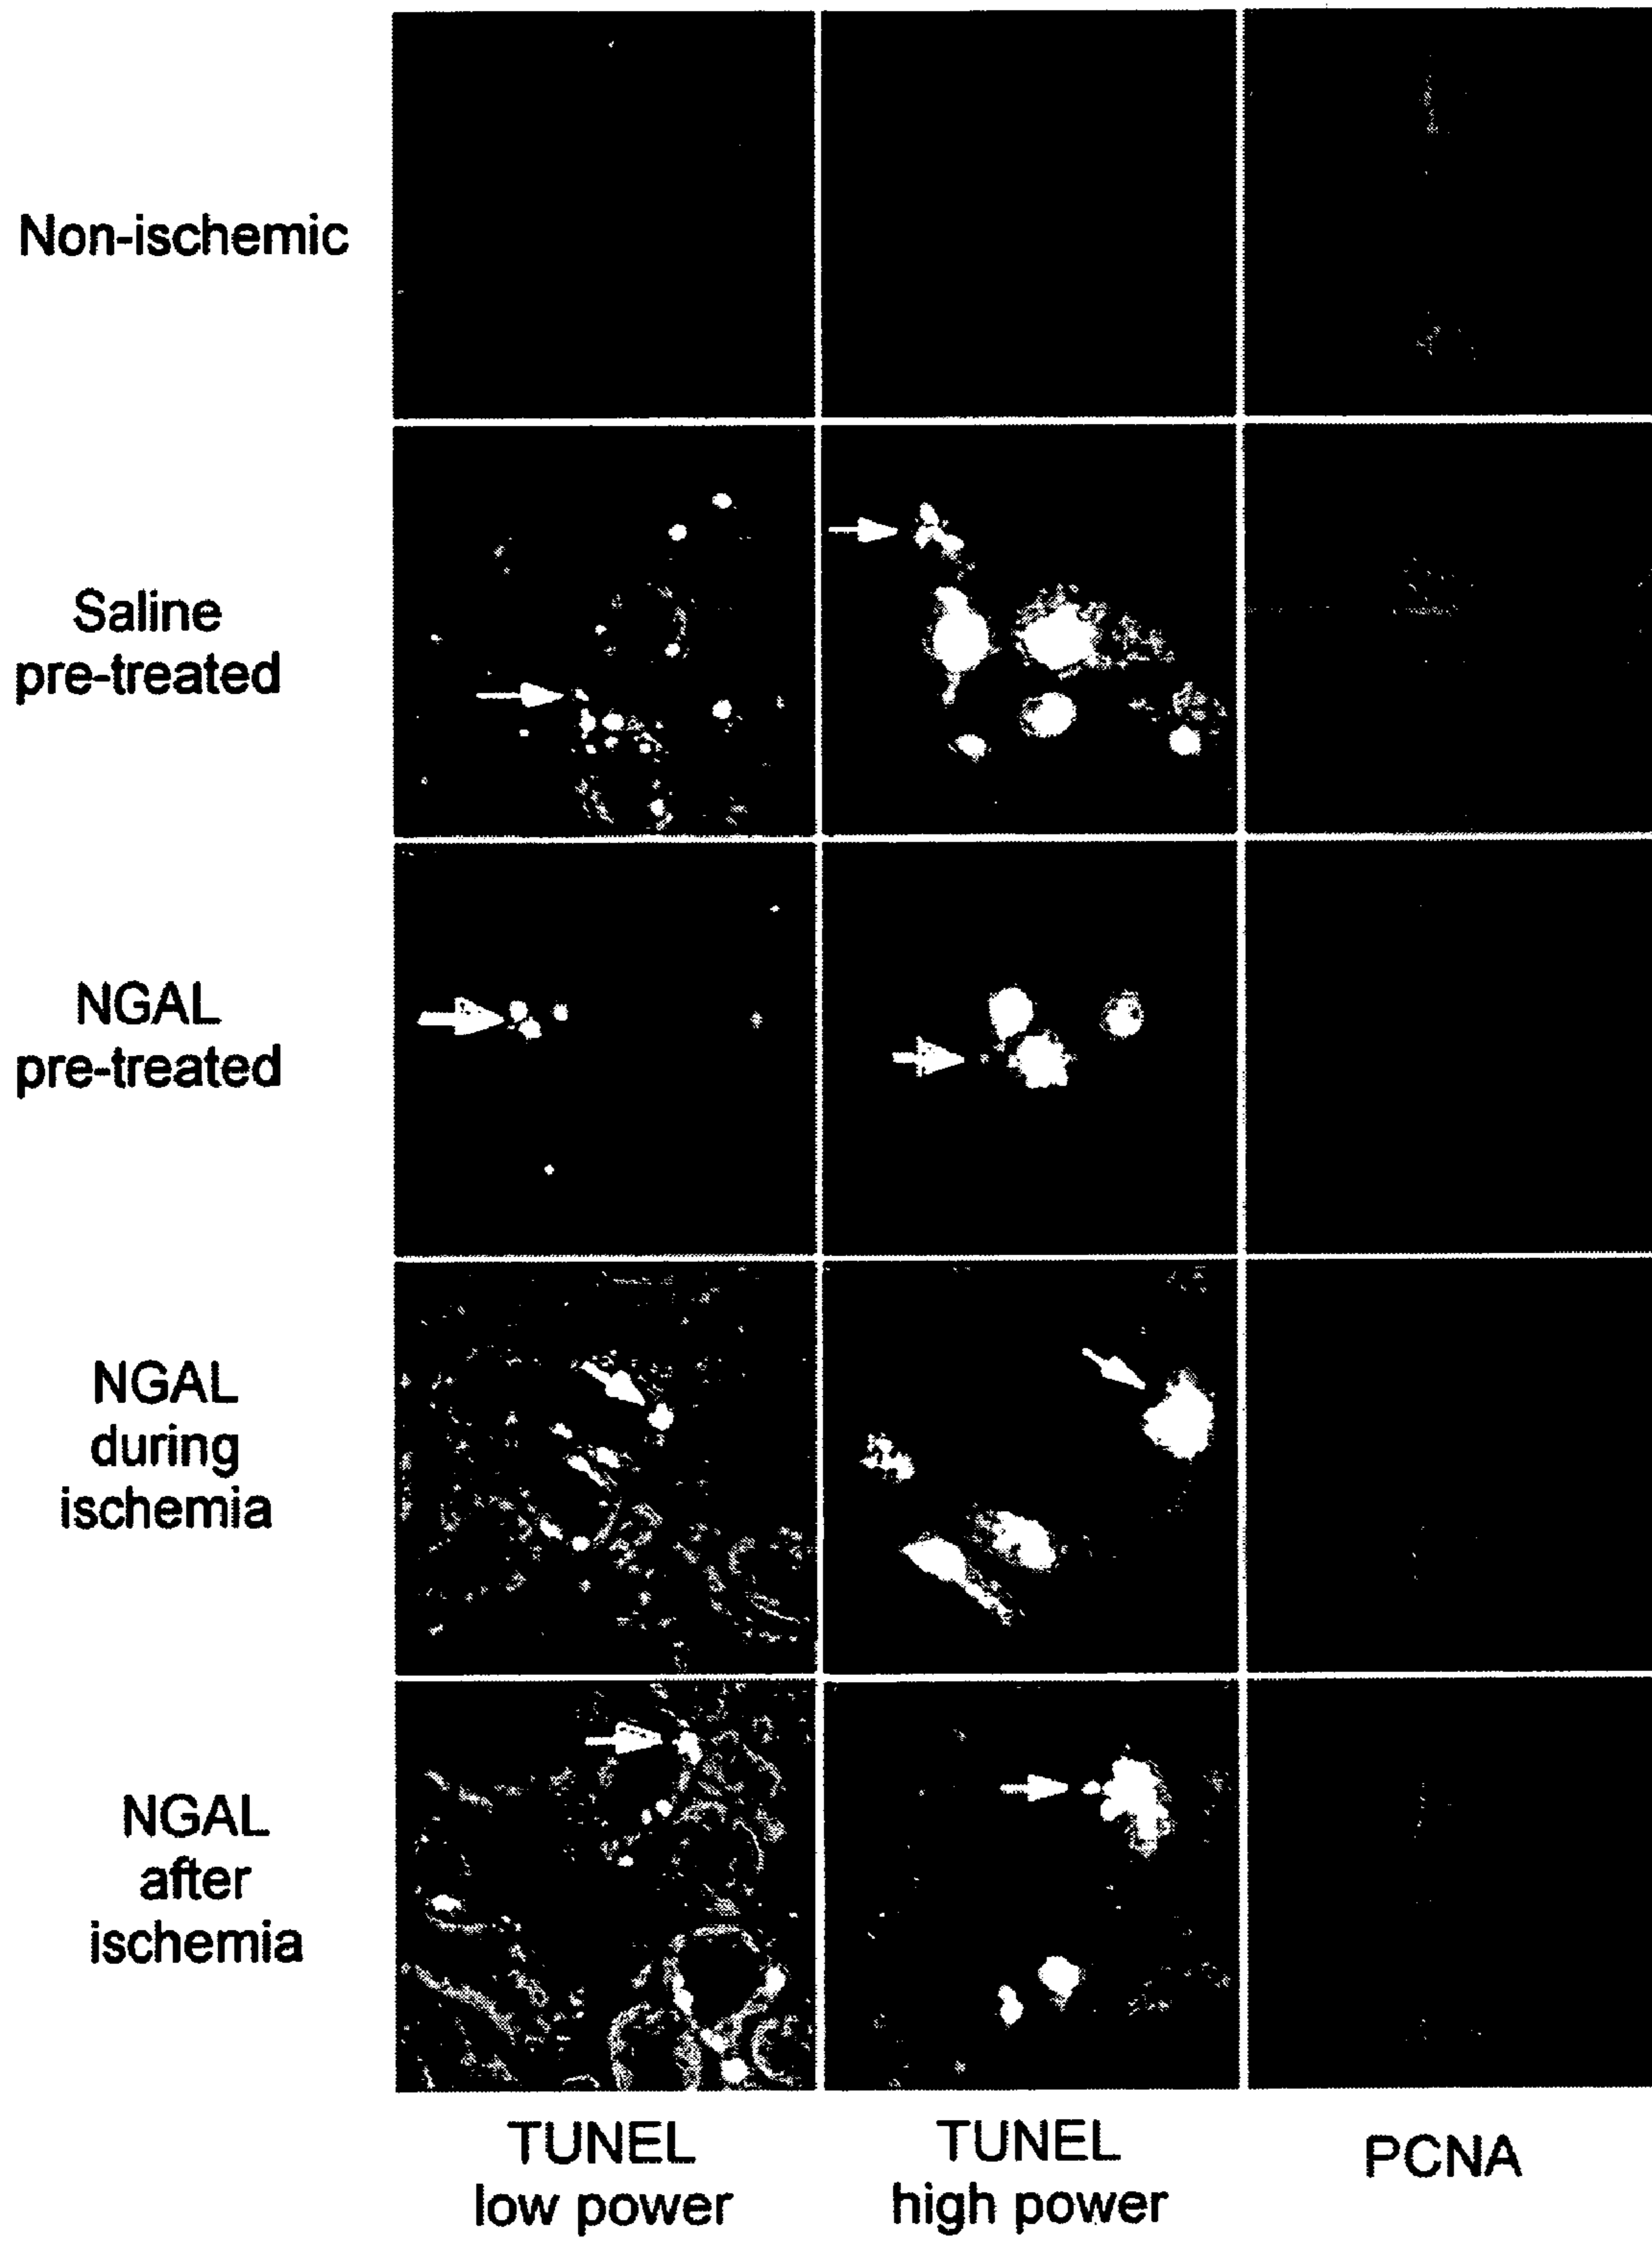 Non-ischemic
Saline
pre-treated
NGAL
pre-treated
NGAL
during
ischemia
NGAL
after
ischemia
TUNEL
low power
TUNEL
high power
PCNA